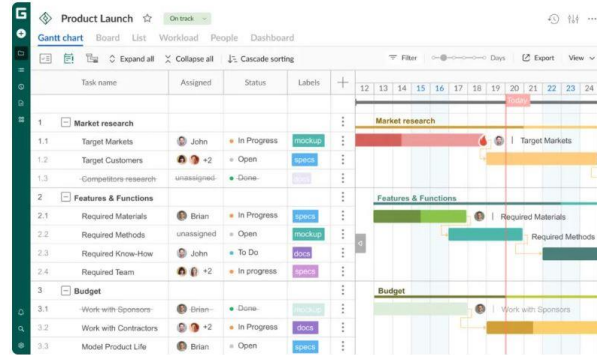 G Product Launch On track
Gantt chart Board List Workload People Dashboard
Expand all Collapse all Cascade sorting Filter Days Export View
Task name Assigned Status Labels 12 13 14 15 16 17 18 19 20 21 22 23 24
Today
1 Market research Market research
1.1 Target Markets John In Progress mockup Target Markets
1.2 Target Customers +2 Open specs
1.3 Competitors research unassigned Done
2 Features & Functions Features & Functions
2.1 Required Materials Brian In Progress specs Required Materials
2.2 Required Methods unassigned Open mockup Required Methods
2.3 Required Know-How John To Do docs
2.4 Required Team +2 In progress specs
3 Budget Budget
3.1 Work with Sponsors Brian Done mockup Work with Sponsors
3.2 Work with Contractors +2 In Progress docs
3.3 Model Product Life Brian Open specs